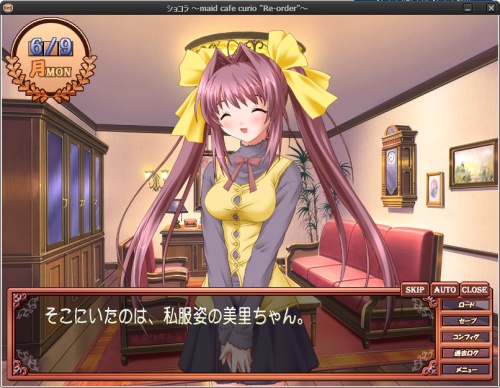 ショコラ ～maid cafe curio "Re-order"～
6/9
月MON
SKIP AUTO CLOSE
そこにいたのは、私服姿の美里ちゃん。
ロード
セーブ
コンフィグ
過去ログ
メニュー